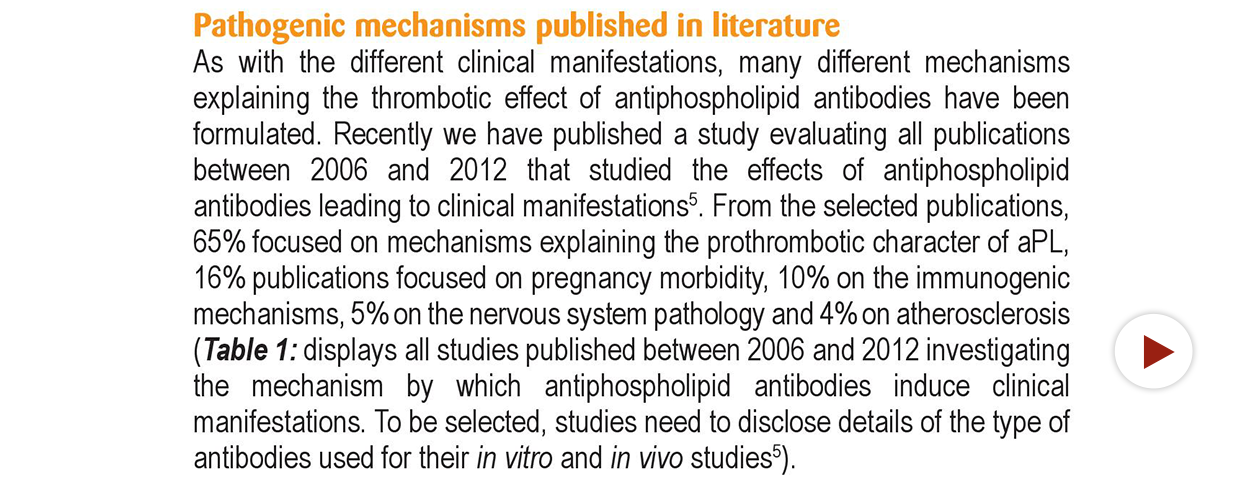 Pathogenic mechanisms published in literature
As with the different clinical manifestations, many different mechanisms
explaining the thrombotic effect of antiphospholipid antibodies have been
formulated. Recently we have published a study evaluating all publications
between 2006 and 2012 that studied the effects of antiphospholipid
antibodies leading to clinical manifestations⁵. From the selected publications,
65% focused on mechanisms explaining the prothrombotic character of aPL,
16% publications focused on pregnancy morbidity, 10% on the immunogenic
mechanisms, 5% on the nervous system pathology and 4% on atherosclerosis
(Table 1: displays all studies published between 2006 and 2012 investigating
the mechanism by which antiphospholipid antibodies induce clinical
manifestations. To be selected, studies need to disclose details of the type of
antibodies used for their in vitro and in vivo studies⁵).